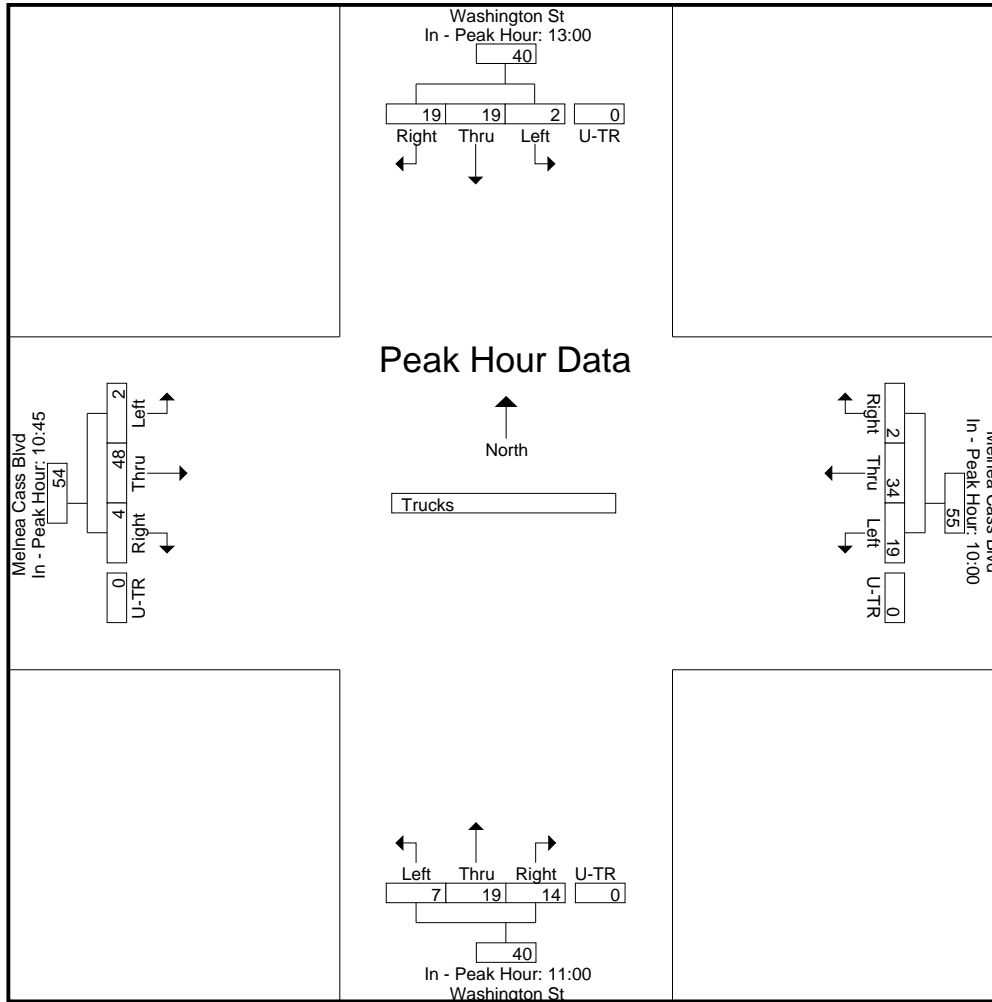 Washington St
In - Peak Hour: 13:00
40
19 19 2 0
Right Thru Left U-TR
Peak Hour Data
North
Trucks
Melnea Cass Blvd
In - Peak Hour: 10:45
54
2 48 4 0
Left Thru Right U-TR
Melnea Cass Blvd
In - Peak Hour: 10:00
55
2 34 19 0
Right Thru Left U-TR
Left Thru Right U-TR
7 19 14 0
40
In - Peak Hour: 11:00
Washington St